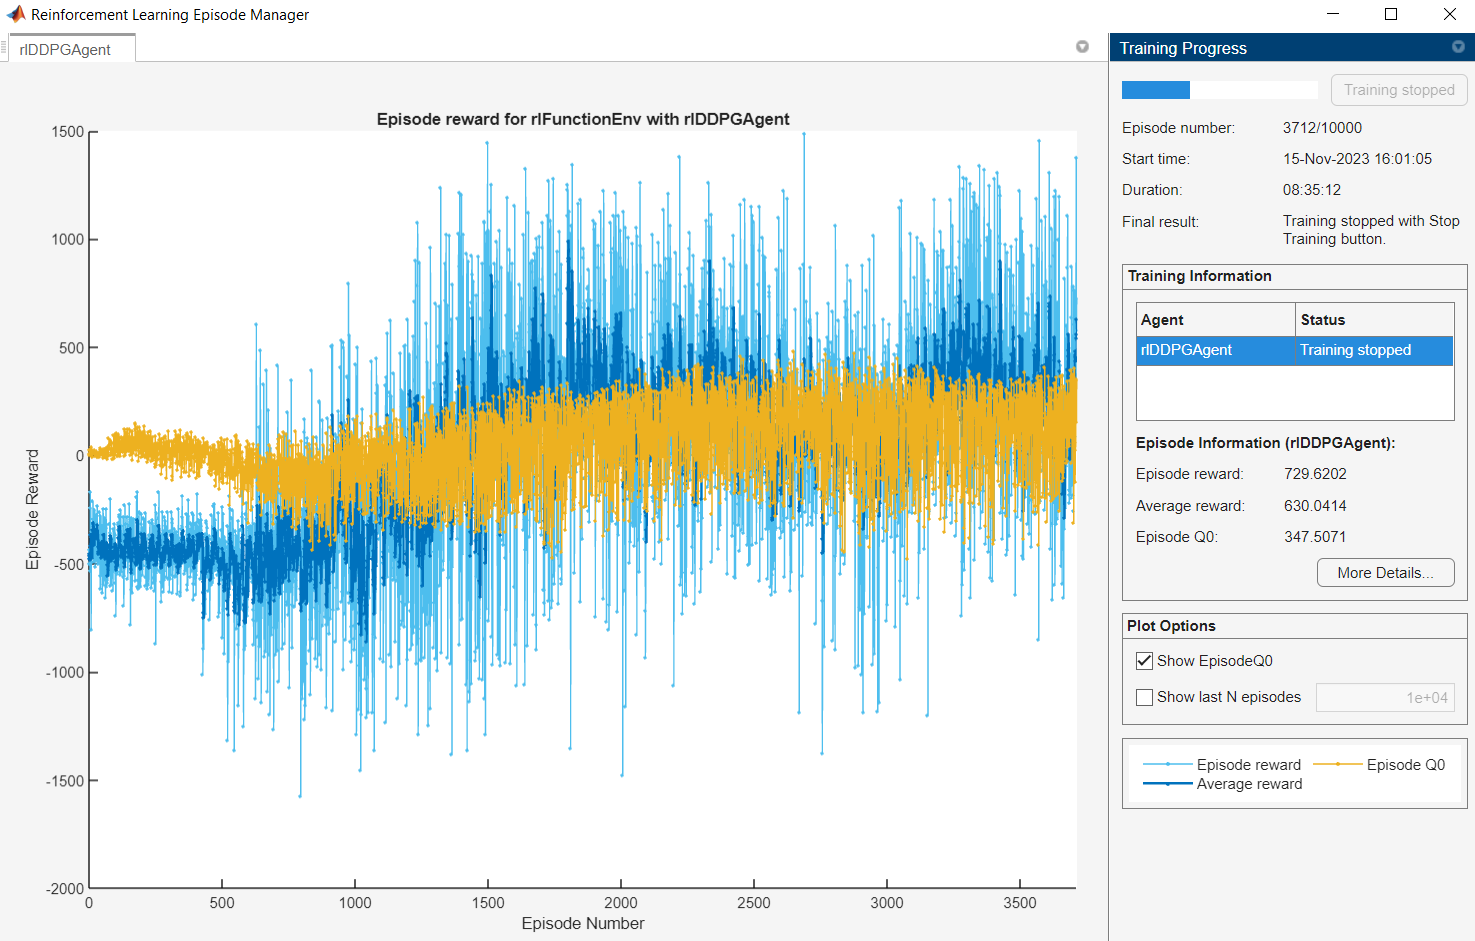 Reinforcement Learning Episode Manager
rlDDPGAgent
Episode reward for rlFunctionEnv with rlDDPGAgent
1500
1000
500
0
-500
-1000
-1500
-2000
Episode Reward
0 500 1000 1500 2000 2500 3000 3500
Episode Number
Training Progress
Training stopped
Episode number: 3712/10000
Start time: 15-Nov-2023 16:01:05
Duration: 08:35:12
Final result: Training stopped with Stop
Training button.
Training Information
Agent Status
rlDDPGAgent Training stopped
Episode Information (rlDDPGAgent):
Episode reward: 729.6202
Average reward: 630.0414
Episode Q0: 347.5071
More Details...
Plot Options
Show EpisodeQ0
Show last N episodes 1e+04
Episode reward Episode Q0
Average reward